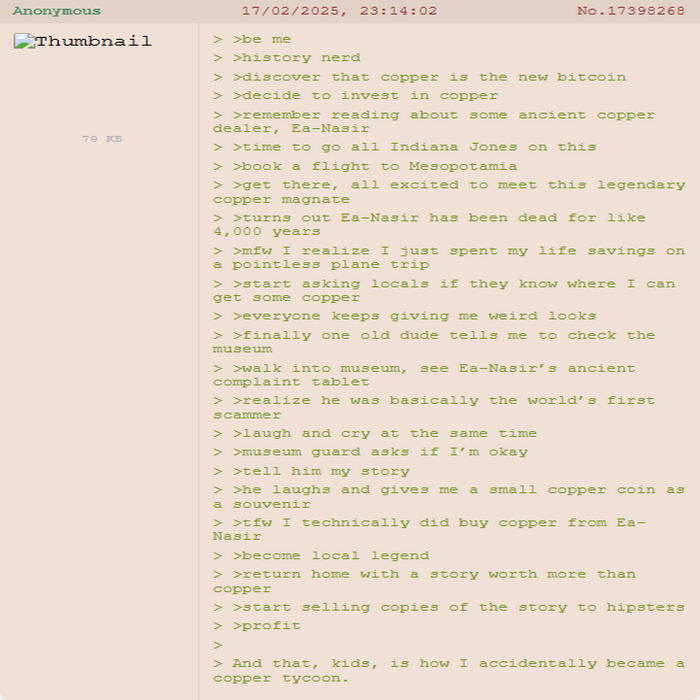 Anonymous 17/02/2025, 23:14:02 No.17398268
Thumbnail
79 KB
> >be me
> >history nerd
> >discover that copper is the new bitcoin
> >decide to invest in copper
> >remember reading about some ancient copper
dealer, Ea-Nasir
> >time to go all Indiana Jones on this
> >book a flight to Mesopotamia
> >get there, all excited to meet this legendary
copper magnate
> >turns out Ea-Nasir has been dead for like
4,000 years
> >mfw I realize I just spent my life savings on
a pointless plane trip
> >start asking locals if they know where I can
get some copper
> >everyone keeps giving me weird looks
> >finally one old dude tells me to check the
museum
> >walk into museum, see Ea-Nasir’s ancient
complaint tablet
> >realize he was basically the world’s first
scammer
> >laugh and cry at the same time
> >museum guard asks if I’m okay
> >tell him my story
> >he laughs and gives me a small copper coin as
a souvenir
> >tfw I technically did buy copper from Ea-
Nasir
> >become local legend
> >return home with a story worth more than
copper
> >start selling copies of the story to hipsters
> >profit
>
> And that, kids, is how I accidentally became a
copper tycoon.